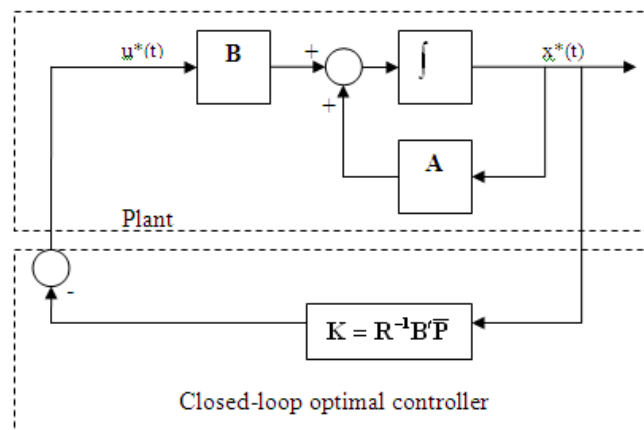 u*(t)
B
+
∫
x*(t)
+
A
Plant
-
K = R⁻¹B′P̅
Closed-loop optimal controller